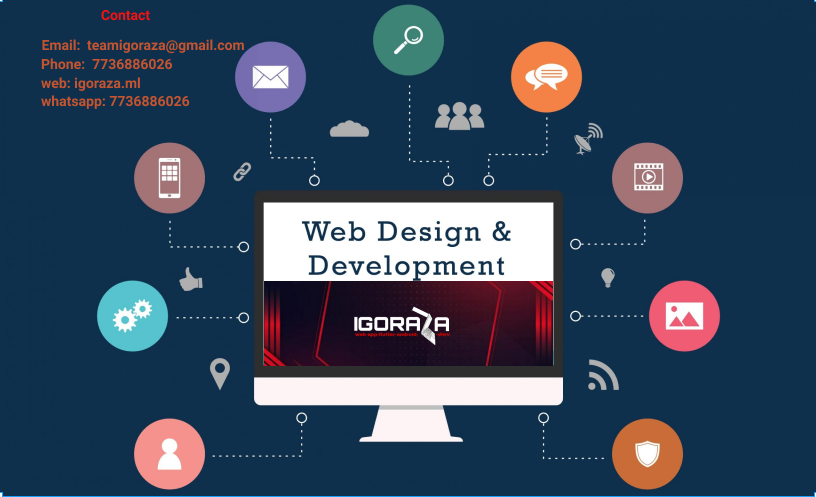 Contact
Email:  teamigoraza@gmail.com
Phone:  7736886026
web: igoraza.ml
whatsapp: 7736886026
Web Design &
Development
IGORAZA